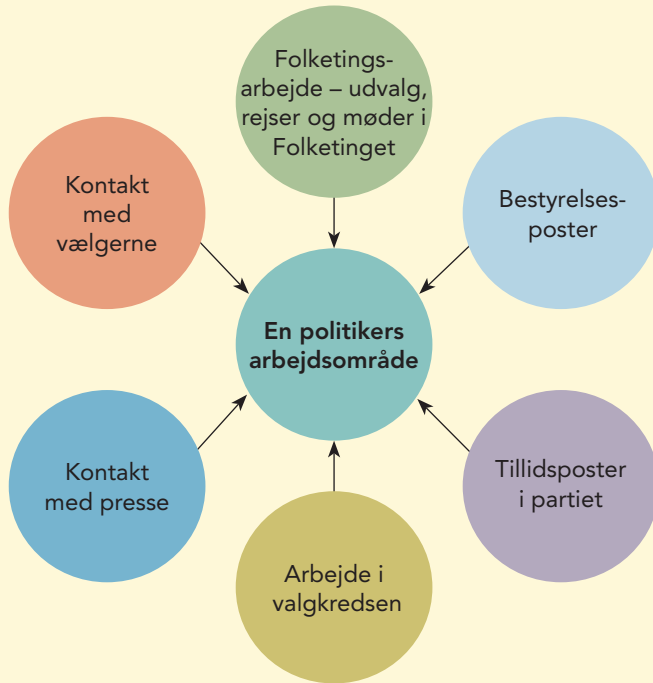 Folketings-
arbejde – udvalg,
rejser og møder i
Folketinget
Kontakt
med
vælgerne
Bestyrelses-
poster
En politikers
arbejdsområde
Kontakt
med presse
Tillidsposter
i partiet
Arbejde i
valgkredsen